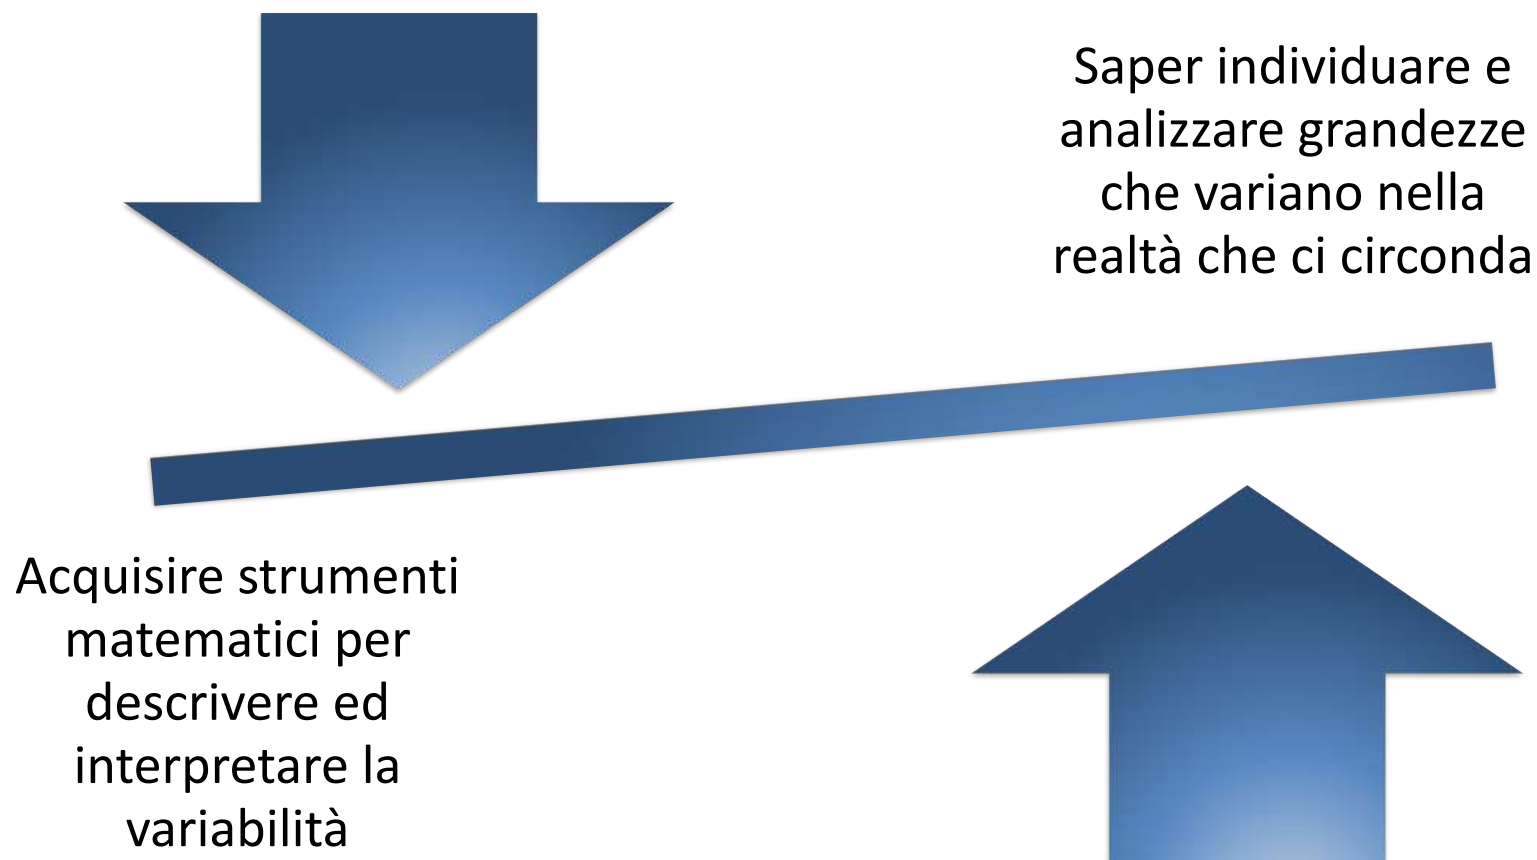 Saper individuare e
analizzare grandezze
che variano nella
realtà che ci circonda
Acquisire strumenti
matematici per
descrivere ed
interpretare la
variabilità